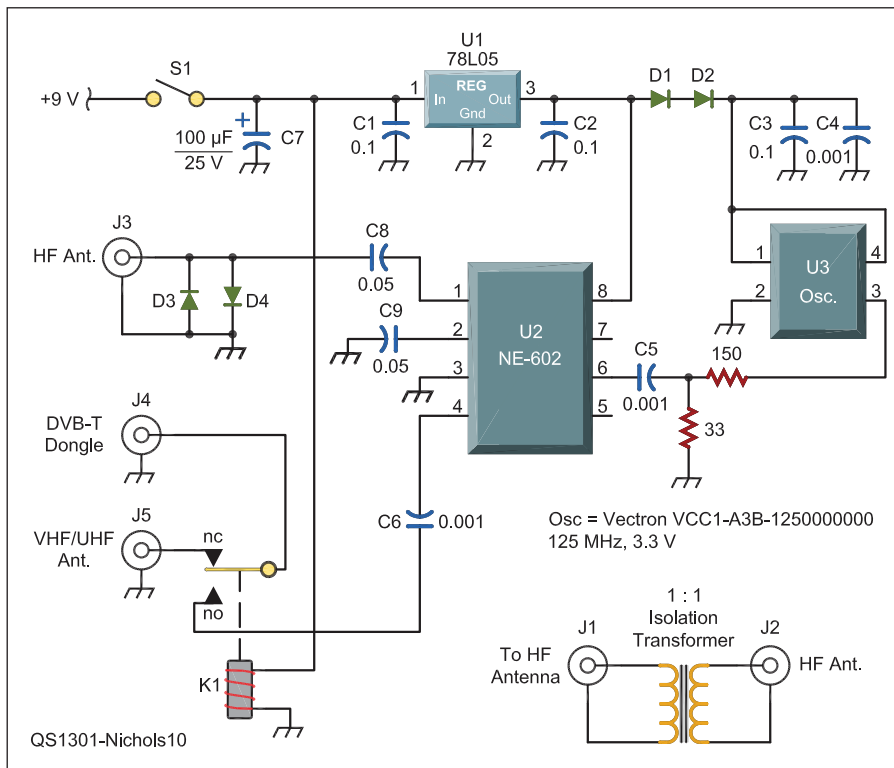 U1
78L05
S1
+9 V
1
REG
In
Out
Gnd
3
2
D1
D2
+
100 µF
25 V
C7
C1
0.1
C2
0.1
C3
0.1
C4
0.001
J3
HF Ant.
D3
D4
C8
0.05
C9
0.05
1
2
3
4
U2
NE-602
8
7
6
5
C5
0.001
150
33
1
2
U3
Osc.
4
3
J4
DVB-T
Dongle
J5
VHF/UHF
Ant.
nc
no
C6
0.001
K1
Osc = Vectron VCC1-A3B-1250000000
125 MHz, 3.3 V
1 : 1
Isolation
Transformer
J1
To HF
Antenna
J2
HF Ant.
QS1301-Nichols10